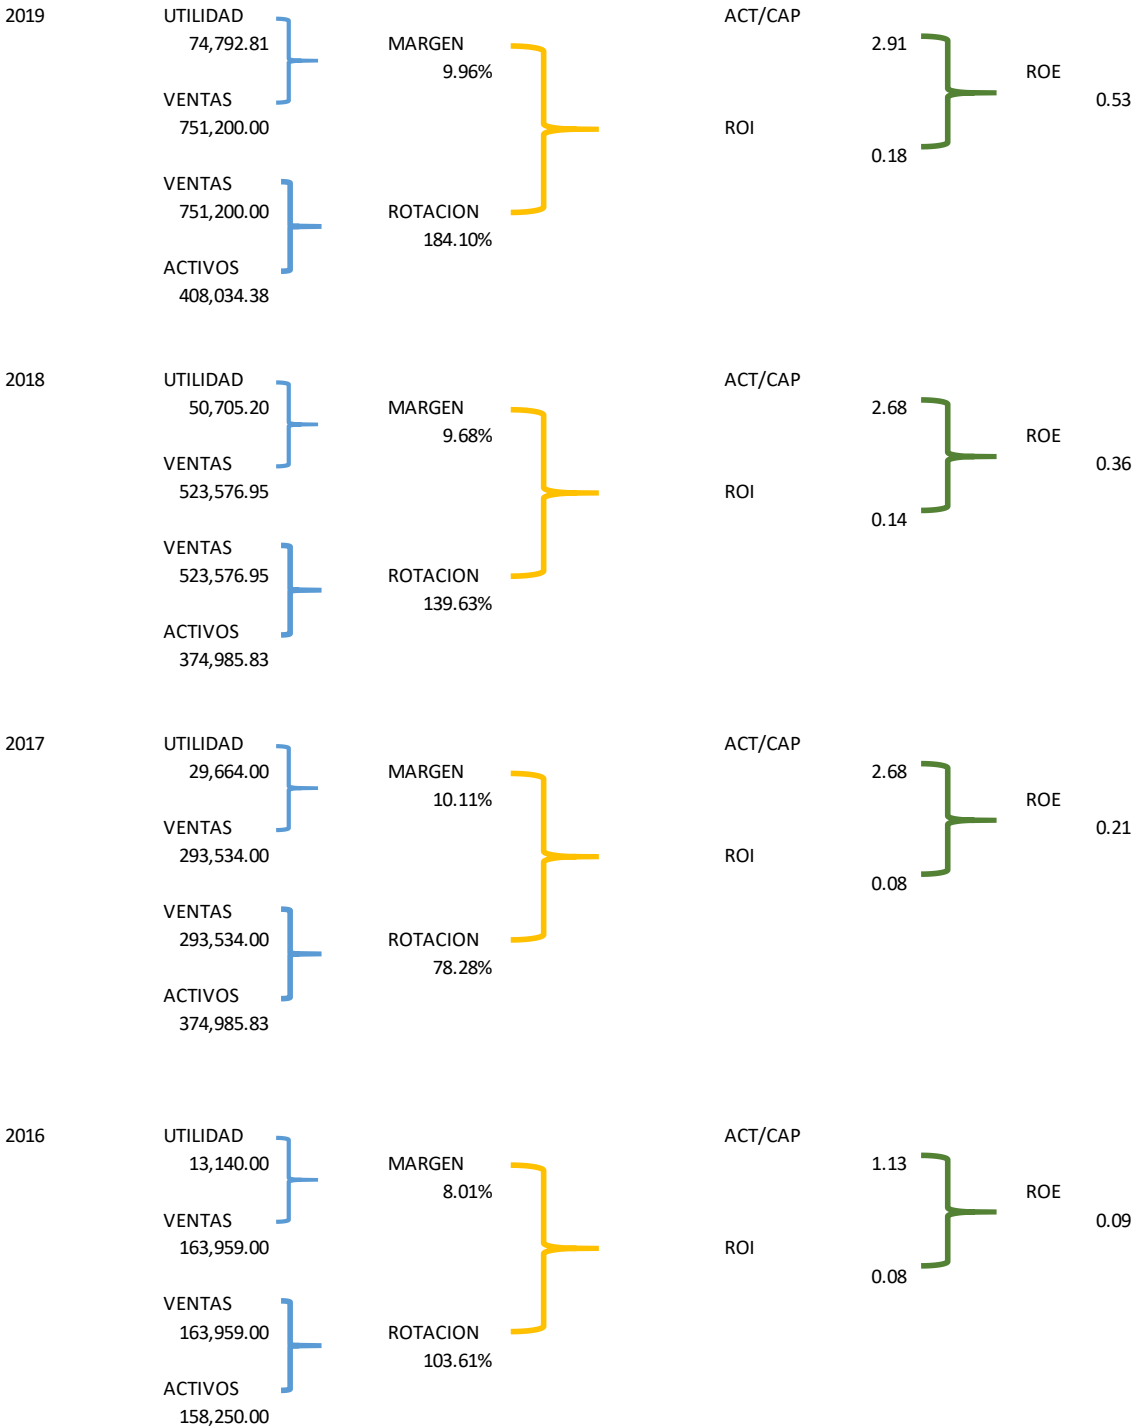 2019 UTILIDAD ACT/CAP
74,792.81 MARGEN 2.91
9.96% ROE
VENTAS 0.53
751,200.00 ROI
0.18
VENTAS
751,200.00 ROTACION
184.10%
ACTIVOS
408,034.38
2018 UTILIDAD ACT/CAP
50,705.20 MARGEN 2.68
9.68% ROE
VENTAS 0.36
523,576.95 ROI
0.14
VENTAS
523,576.95 ROTACION
139.63%
ACTIVOS
374,985.83
2017 UTILIDAD ACT/CAP
29,664.00 MARGEN 2.68
10.11% ROE
VENTAS 0.21
293,534.00 ROI
0.08
VENTAS
293,534.00 ROTACION
78.28%
ACTIVOS
374,985.83
2016 UTILIDAD ACT/CAP
13,140.00 MARGEN 1.13
8.01% ROE
VENTAS 0.09
163,959.00 ROI
0.08
VENTAS
163,959.00 ROTACION
103.61%
ACTIVOS
158,250.00